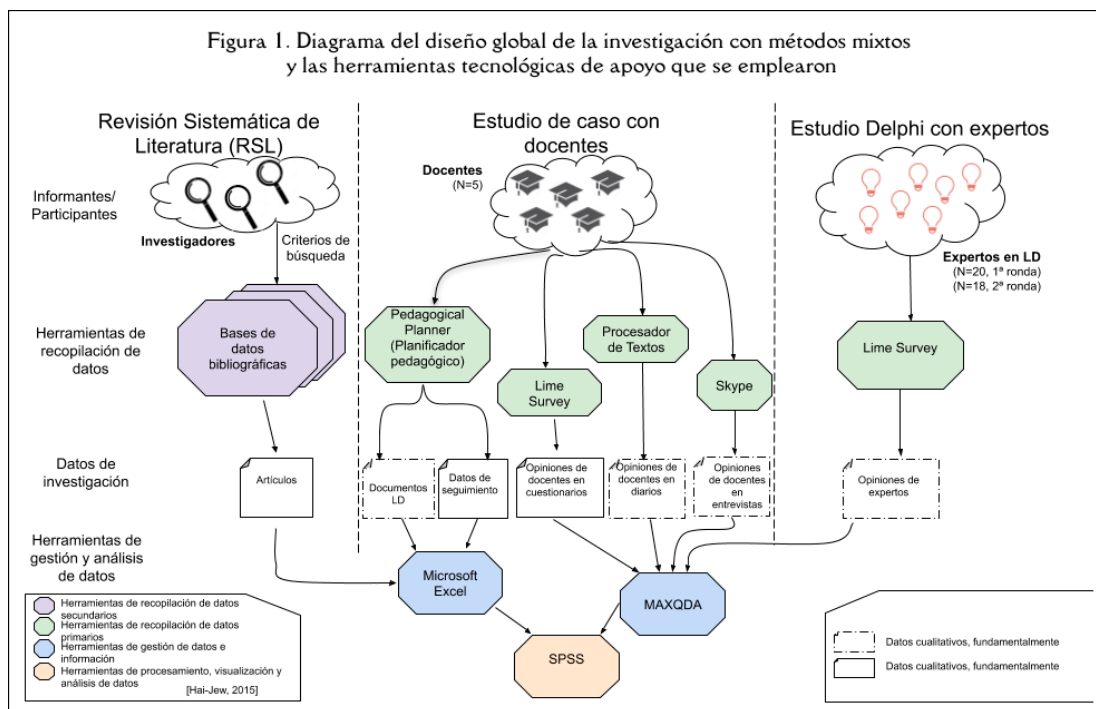 Figura 1. Diagrama del diseño global de la investigación con métodos mixtos
y las herramientas tecnológicas de apoyo que se emplearon
Revisión Sistemática de
Literatura (RSL)
Estudio de caso con
docentes
Estudio Delphi con expertos
Informantes/
Participantes
Investigadores
Criterios de
búsqueda
Docentes
(N=5)
Expertos en LD
(N=20, 1ª ronda)
(N=18, 2ª ronda)
Herramientas de
recopilación de
datos
Bases de
datos
bibliográficas
Pedagogical
Planner
(Planificador
pedagógico)
Lime
Survey
Procesador
de Textos
Skype
Lime Survey
Datos de
investigación
Artículos
Documentos
LD
Datos de
seguimiento
Opiniones de
docentes en
cuestionarios
Opiniones de
docentes en
diarios
Opiniones
de docentes
en
entrevistas
Opiniones de
expertos
Herramientas de
gestión y análisis
de datos
Microsoft
Excel
MAXQDA
SPSS
Herramientas de recopilación de datos
secundarios
Herramientas de recopilación de datos
primarios
Herramientas de gestión de datos e
información
Herramientas de procesamiento, visualización y
análisis de datos
[Hai-Jew, 2015]
Datos cualitativos, fundamentalmente
Datos cualitativos, fundamentalmente